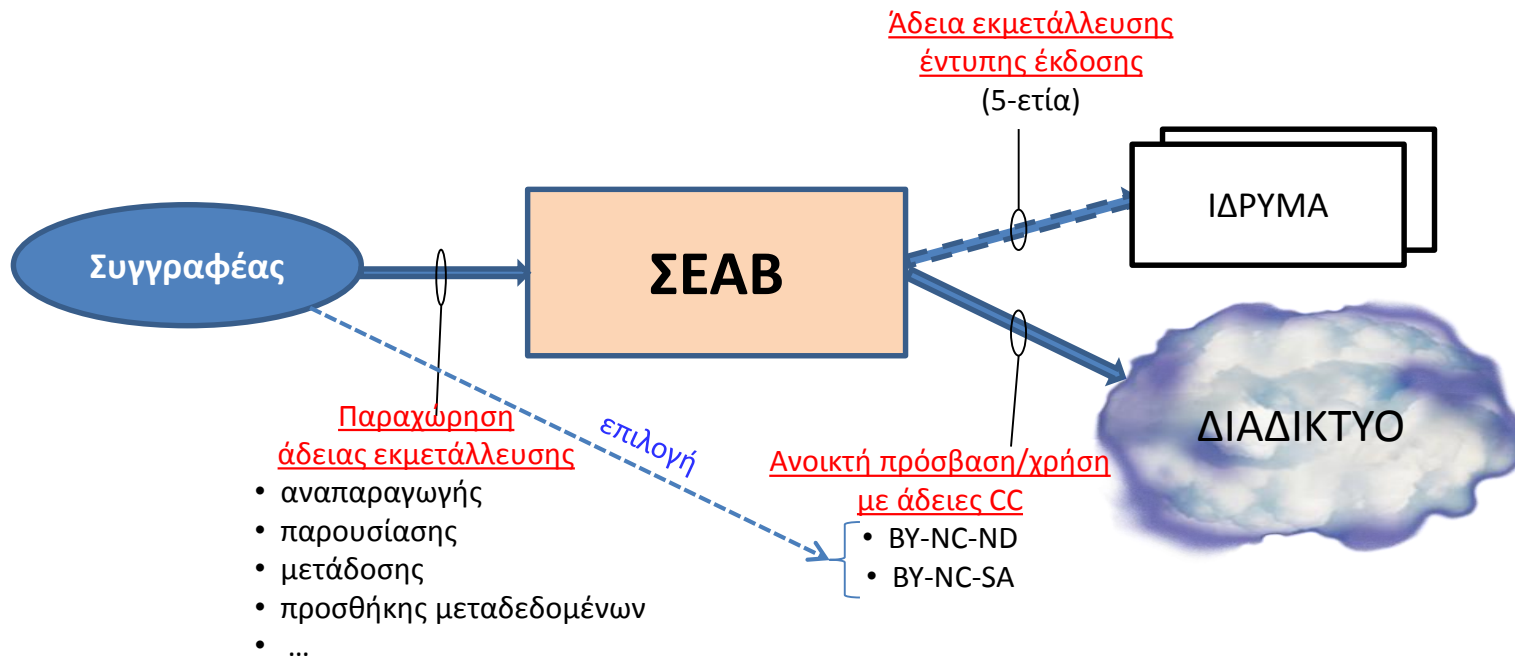 Άδεια εκμετάλλευσης
έντυπης έκδοσης
(5-ετία)
ΙΔΡΥΜΑ
Συγγραφέας
ΣΕΑΒ
ΔΙΑΔΙΚΤΥΟ
Παραχώρηση
άδειας εκμετάλλευσης
• αναπαραγωγής
• παρουσίασης
• μετάδοσης
• προσθήκης μεταδεδομένων
• ...
επιλογή
Ανοικτή πρόσβαση/χρήση
με άδειες CC
• BY-NC-ND
• BY-NC-SA